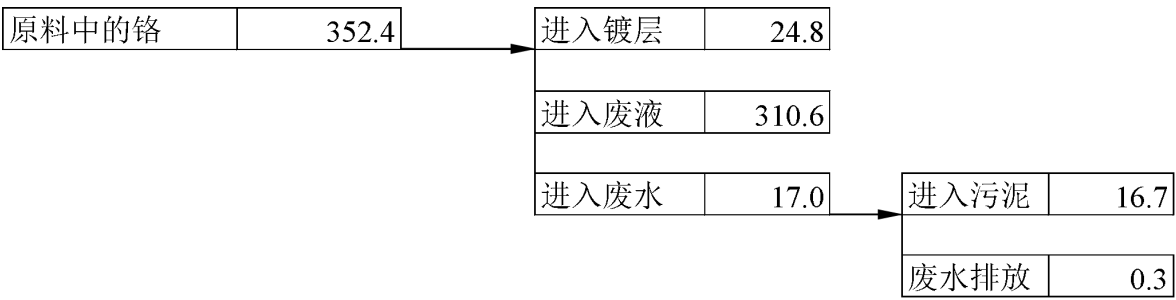 原料中的铬 352.4 进入镀层 24.8
进入废液 310.6
进入废水 17.0 进入污泥 16.7
废水排放 0.3